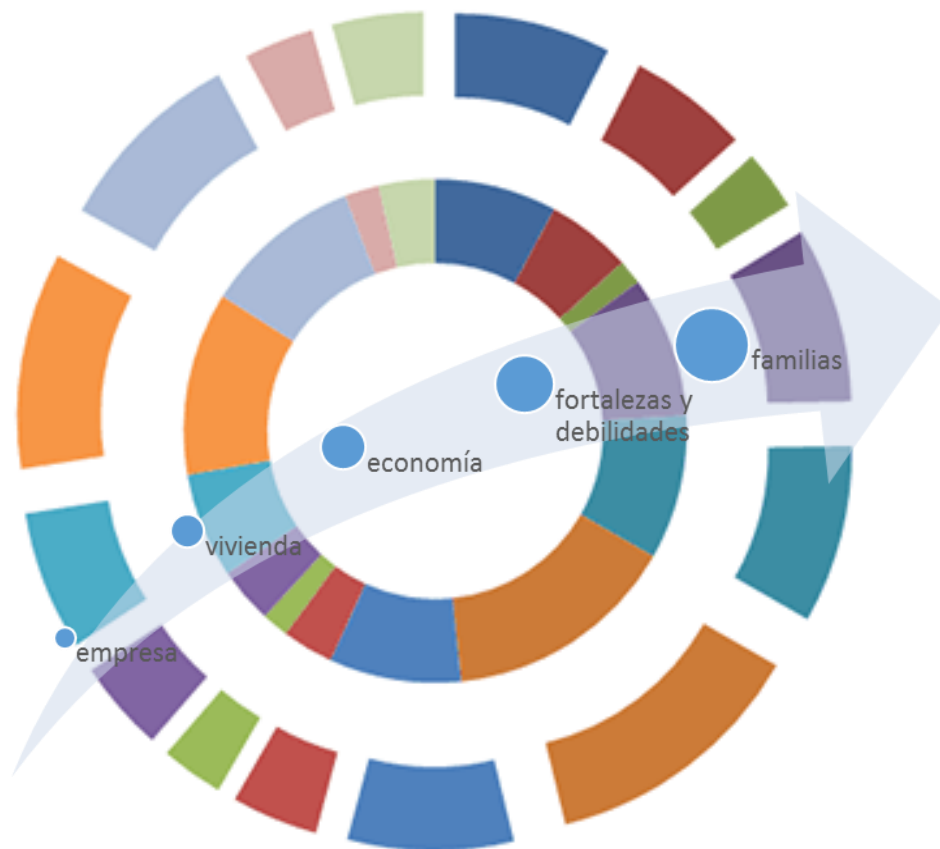 familias
fortalezas y
debilidades
economía
vivienda
empresa